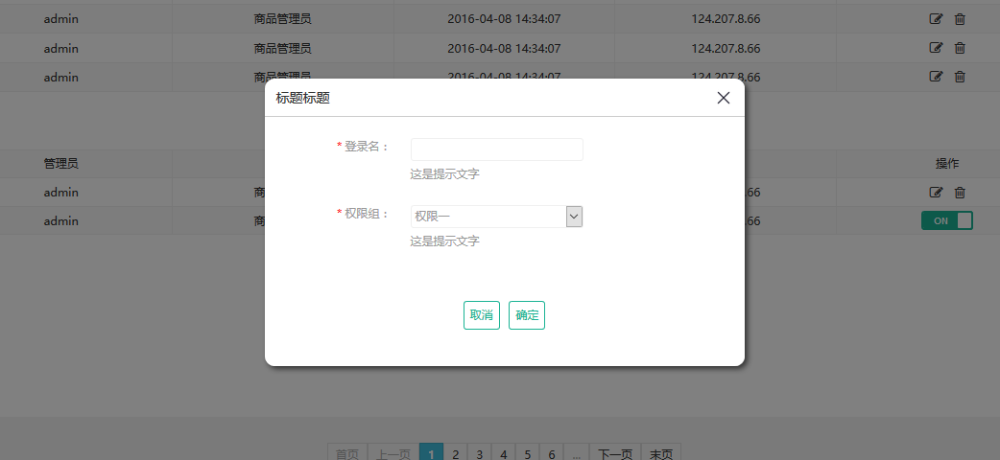 admin 商品管理员 2016-04-08 14:34:07 124.207.8.66
admin 商品管理员 2016-04-08 14:34:07 124.207.8.66
admin 商品管理员 2016-04-08 14:34:07 124.207.8.66
标题标题
* 登录名：
这是提示文字
* 权限组： 权限一
这是提示文字
取消 确定
管理员 操作
admin 商 .66
admin 商 .66 ON
首页 上一页 1 2 3 4 5 6 ... 下一页 末页